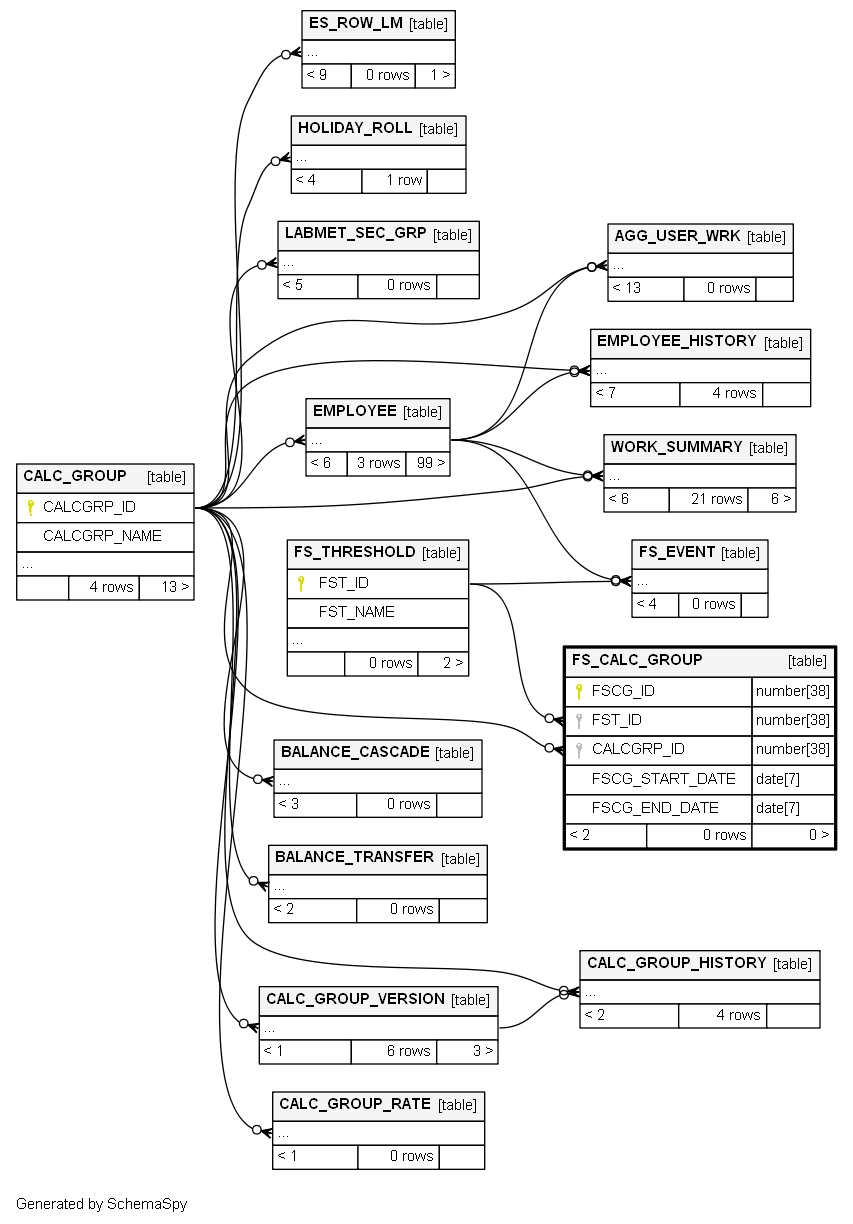 ES_ROW_LM [table]
...
< 9 0 rows 1 >
HOLIDAY_ROLL [table]
...
< 4 1 row
LABMET_SEC_GRP [table]
...
< 5 0 rows
AGG_USER_WRK [table]
...
< 13 0 rows
EMPLOYEE_HISTORY [table]
...
< 7 4 rows
EMPLOYEE [table]
...
< 6 3 rows 99 >
WORK_SUMMARY [table]
...
< 6 21 rows 6 >
CALC_GROUP [table]
CALCGRP_ID
CALCGRP_NAME
...
4 rows 13 >
FS_THRESHOLD [table]
FST_ID
FST_NAME
...
0 rows 2 >
FS_EVENT [table]
...
< 4 0 rows
FS_CALC_GROUP [table]
FSCG_ID number[38]
FST_ID number[38]
CALCGRP_ID number[38]
FSCG_START_DATE date[7]
FSCG_END_DATE date[7]
< 2 0 rows 0 >
BALANCE_CASCADE [table]
...
< 3 0 rows
BALANCE_TRANSFER [table]
...
< 2 0 rows
CALC_GROUP_HISTORY [table]
...
< 2 4 rows
CALC_GROUP_VERSION [table]
...
< 1 6 rows 3 >
CALC_GROUP_RATE [table]
...
< 1 0 rows
Generated by SchemaSpy